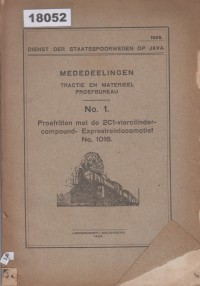 18052
1926.
DIENST DER STAATSSPOORWEGEN OP JAVA
MEDEDEELINGEN
TRACTIE EN MATERIEEL
PROEFBUREAU
No. 1.
Proefritten met de 2C1-viercilinder-
compound- Expresstreinlocomotief
No. 1016.